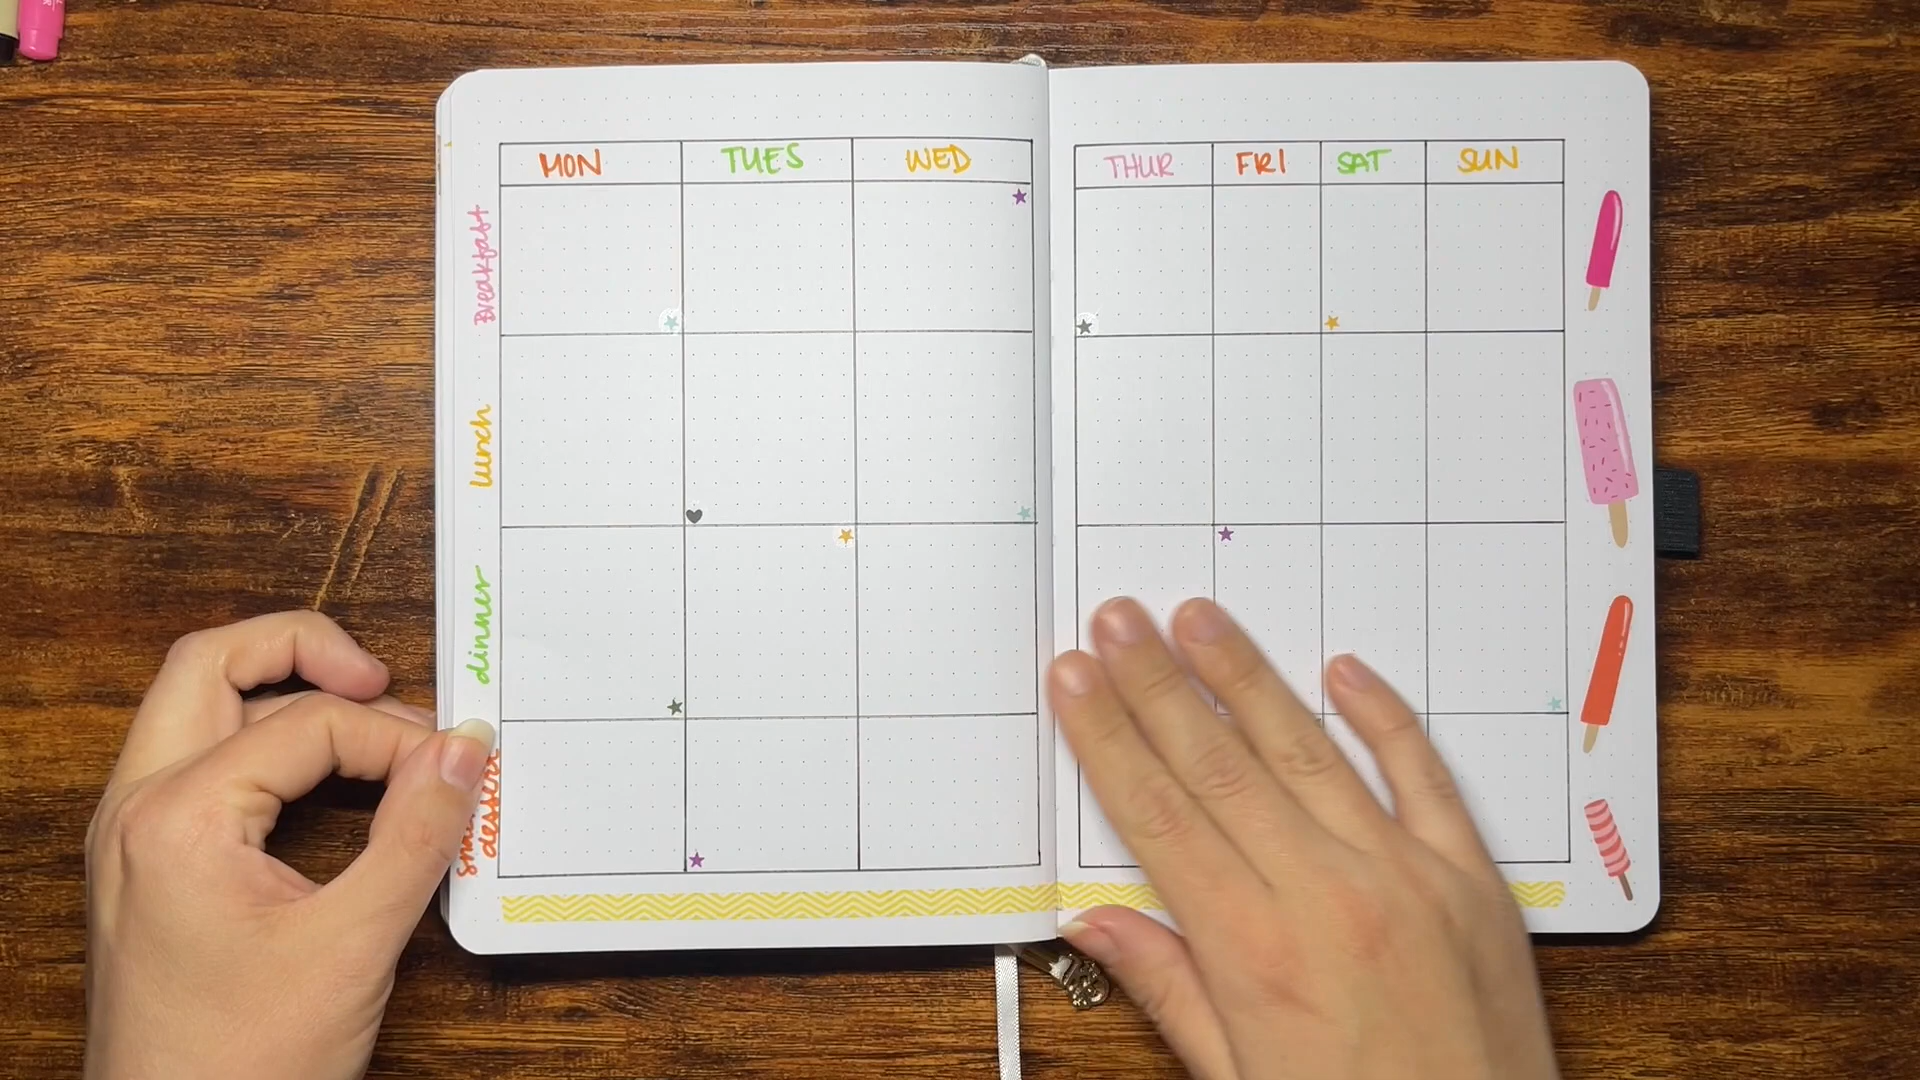 MON TUES WED THUR FRI SAT SUN
Breakfast
lunch
dinner
dessert